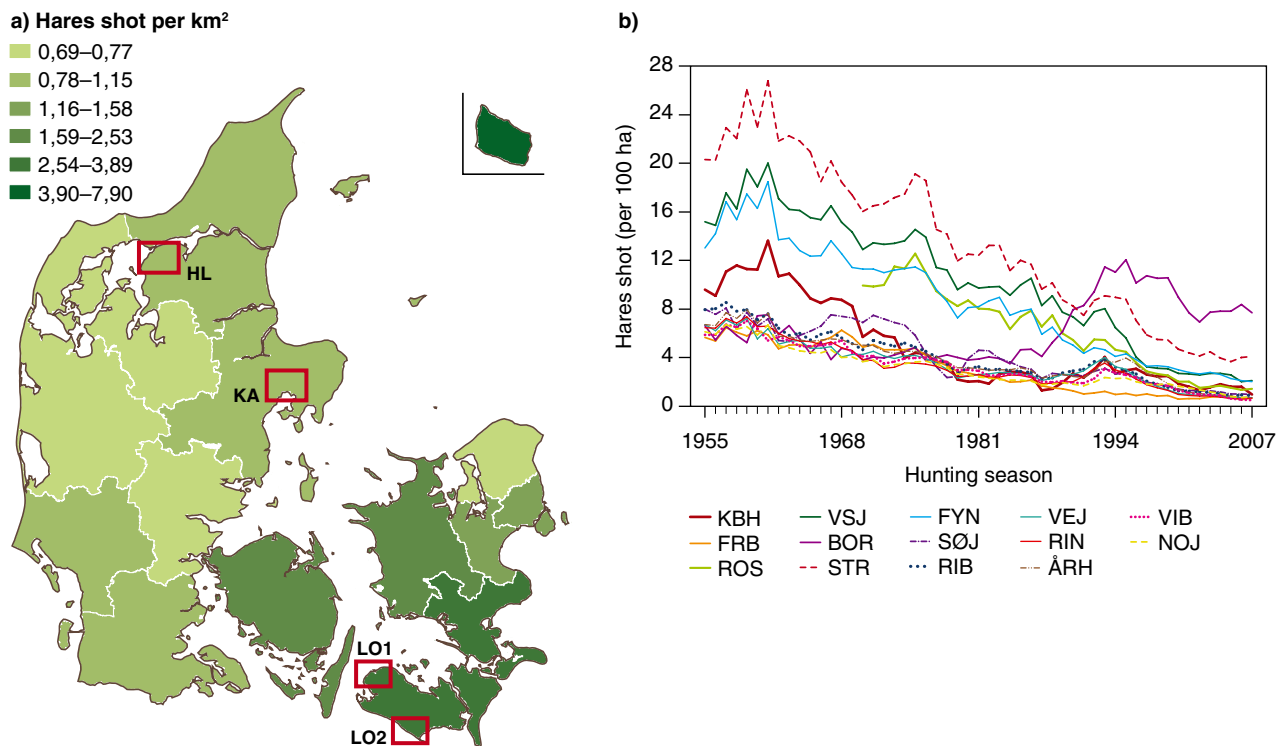 a) Hares shot per km²
0,69–0,77
0,78–1,15
1,16–1,58
1,59–2,53
2,54–3,89
3,90–7,90
HL
KA
LO1
LO2
b)
Hares shot (per 100 ha)
28
24
20
16
12
8
4
0
1955 1968 1981 1994 2007
Hunting season
KBH VSJ FYN VEJ VIB
FRB BOR SØJ RIN NOJ
ROS STR RIB ÅRH